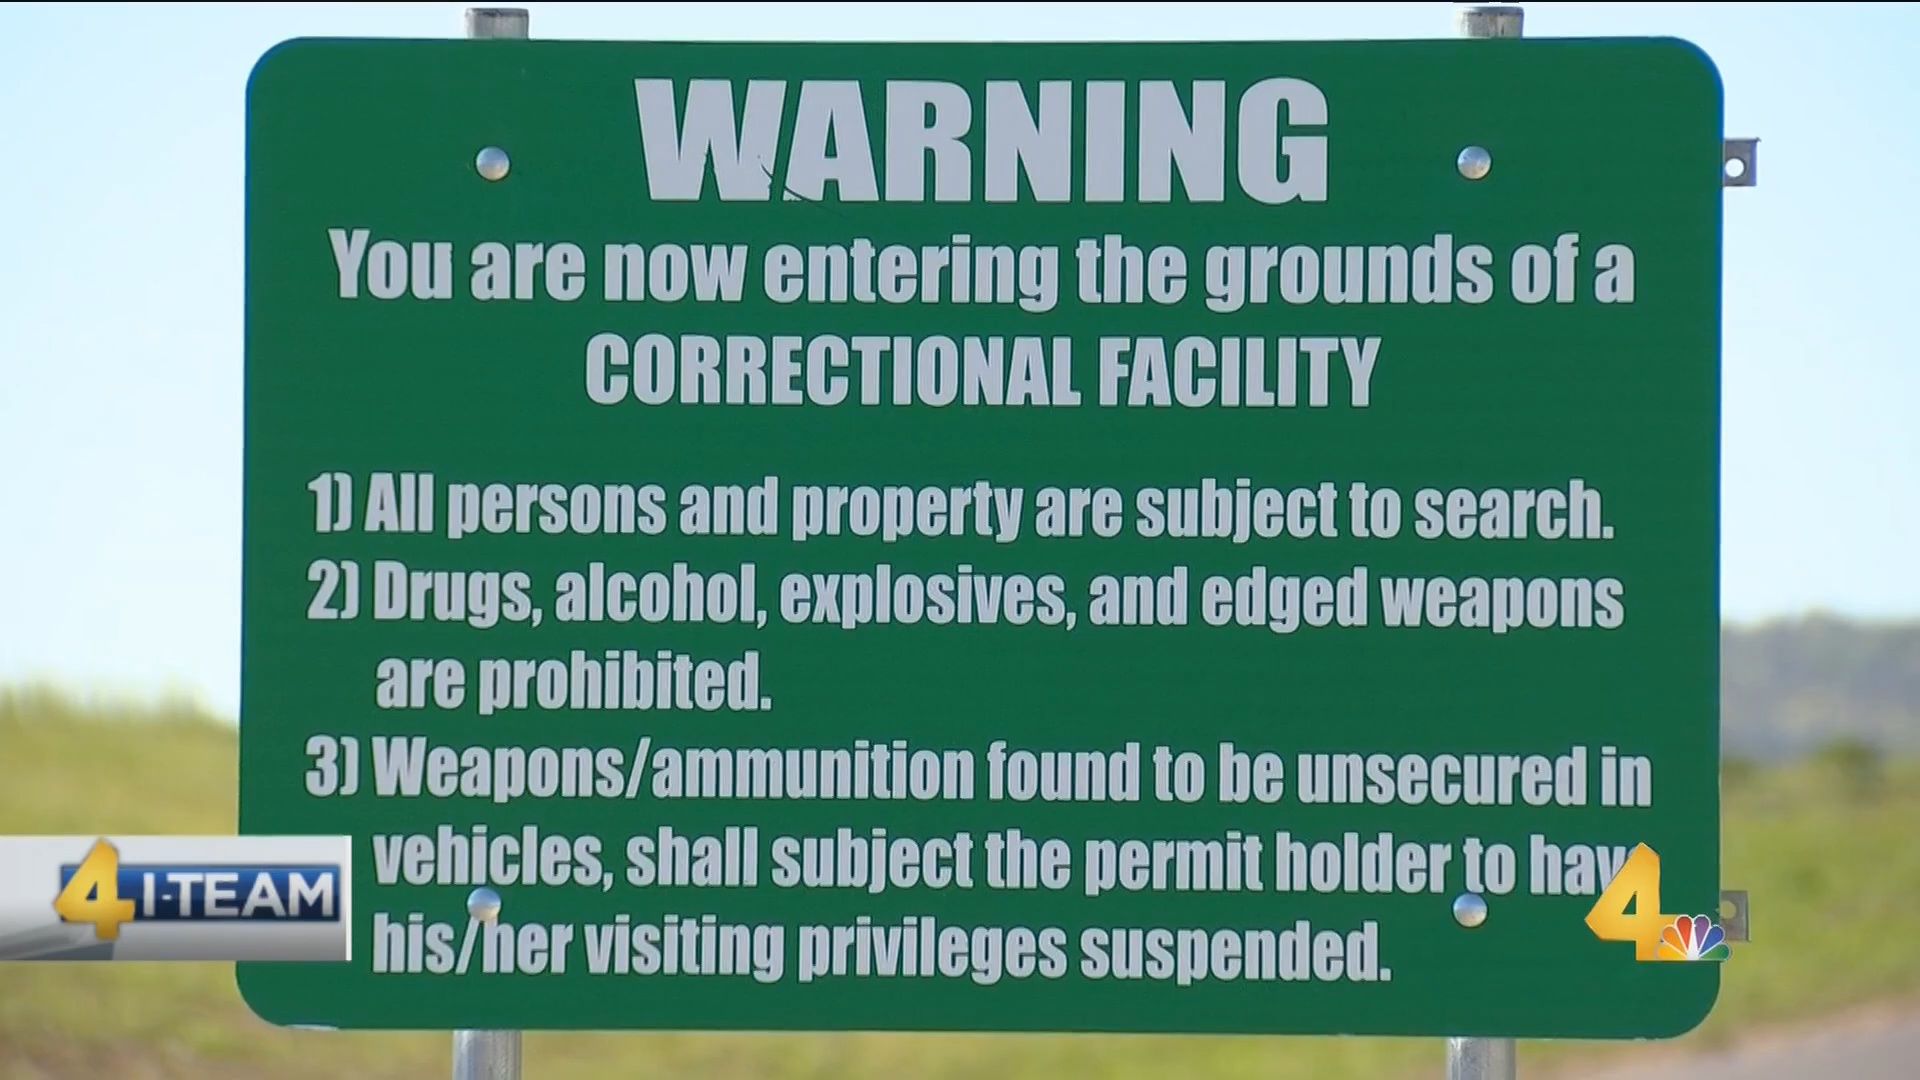 WARNING
You are now entering the grounds of a
CORRECTIONAL FACILITY
1) All persons and property are subject to search.
2) Drugs, alcohol, explosives, and edged weapons
are prohibited.
3) Weapons/ammunition found to be unsecured in
vehicles, shall subject the permit holder to hav
his/her visiting privileges suspended.
4 I-TEAM
4